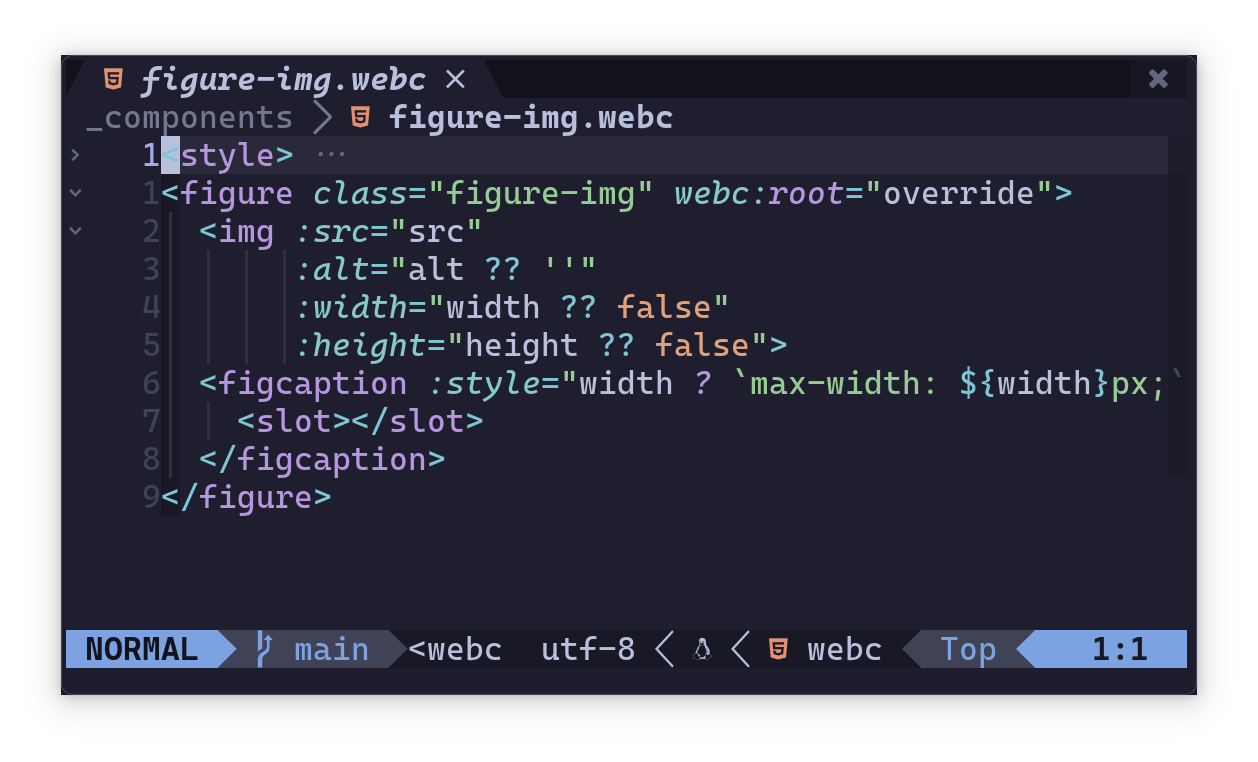 figure-img.webc ×
_components > figure-img.webc
1<style> ···
1<figure class="figure-img" webc:root="override">
2  <img :src="src"
3       :alt="alt ?? ''"
4       :width="width ?? false"
5       :height="height ?? false">
6  <figcaption :style="width ? `max-width: ${width}px;`
7    <slot></slot>
8  </figcaption>
9</figure>
NORMAL main <webc utf-8 webc Top 1:1